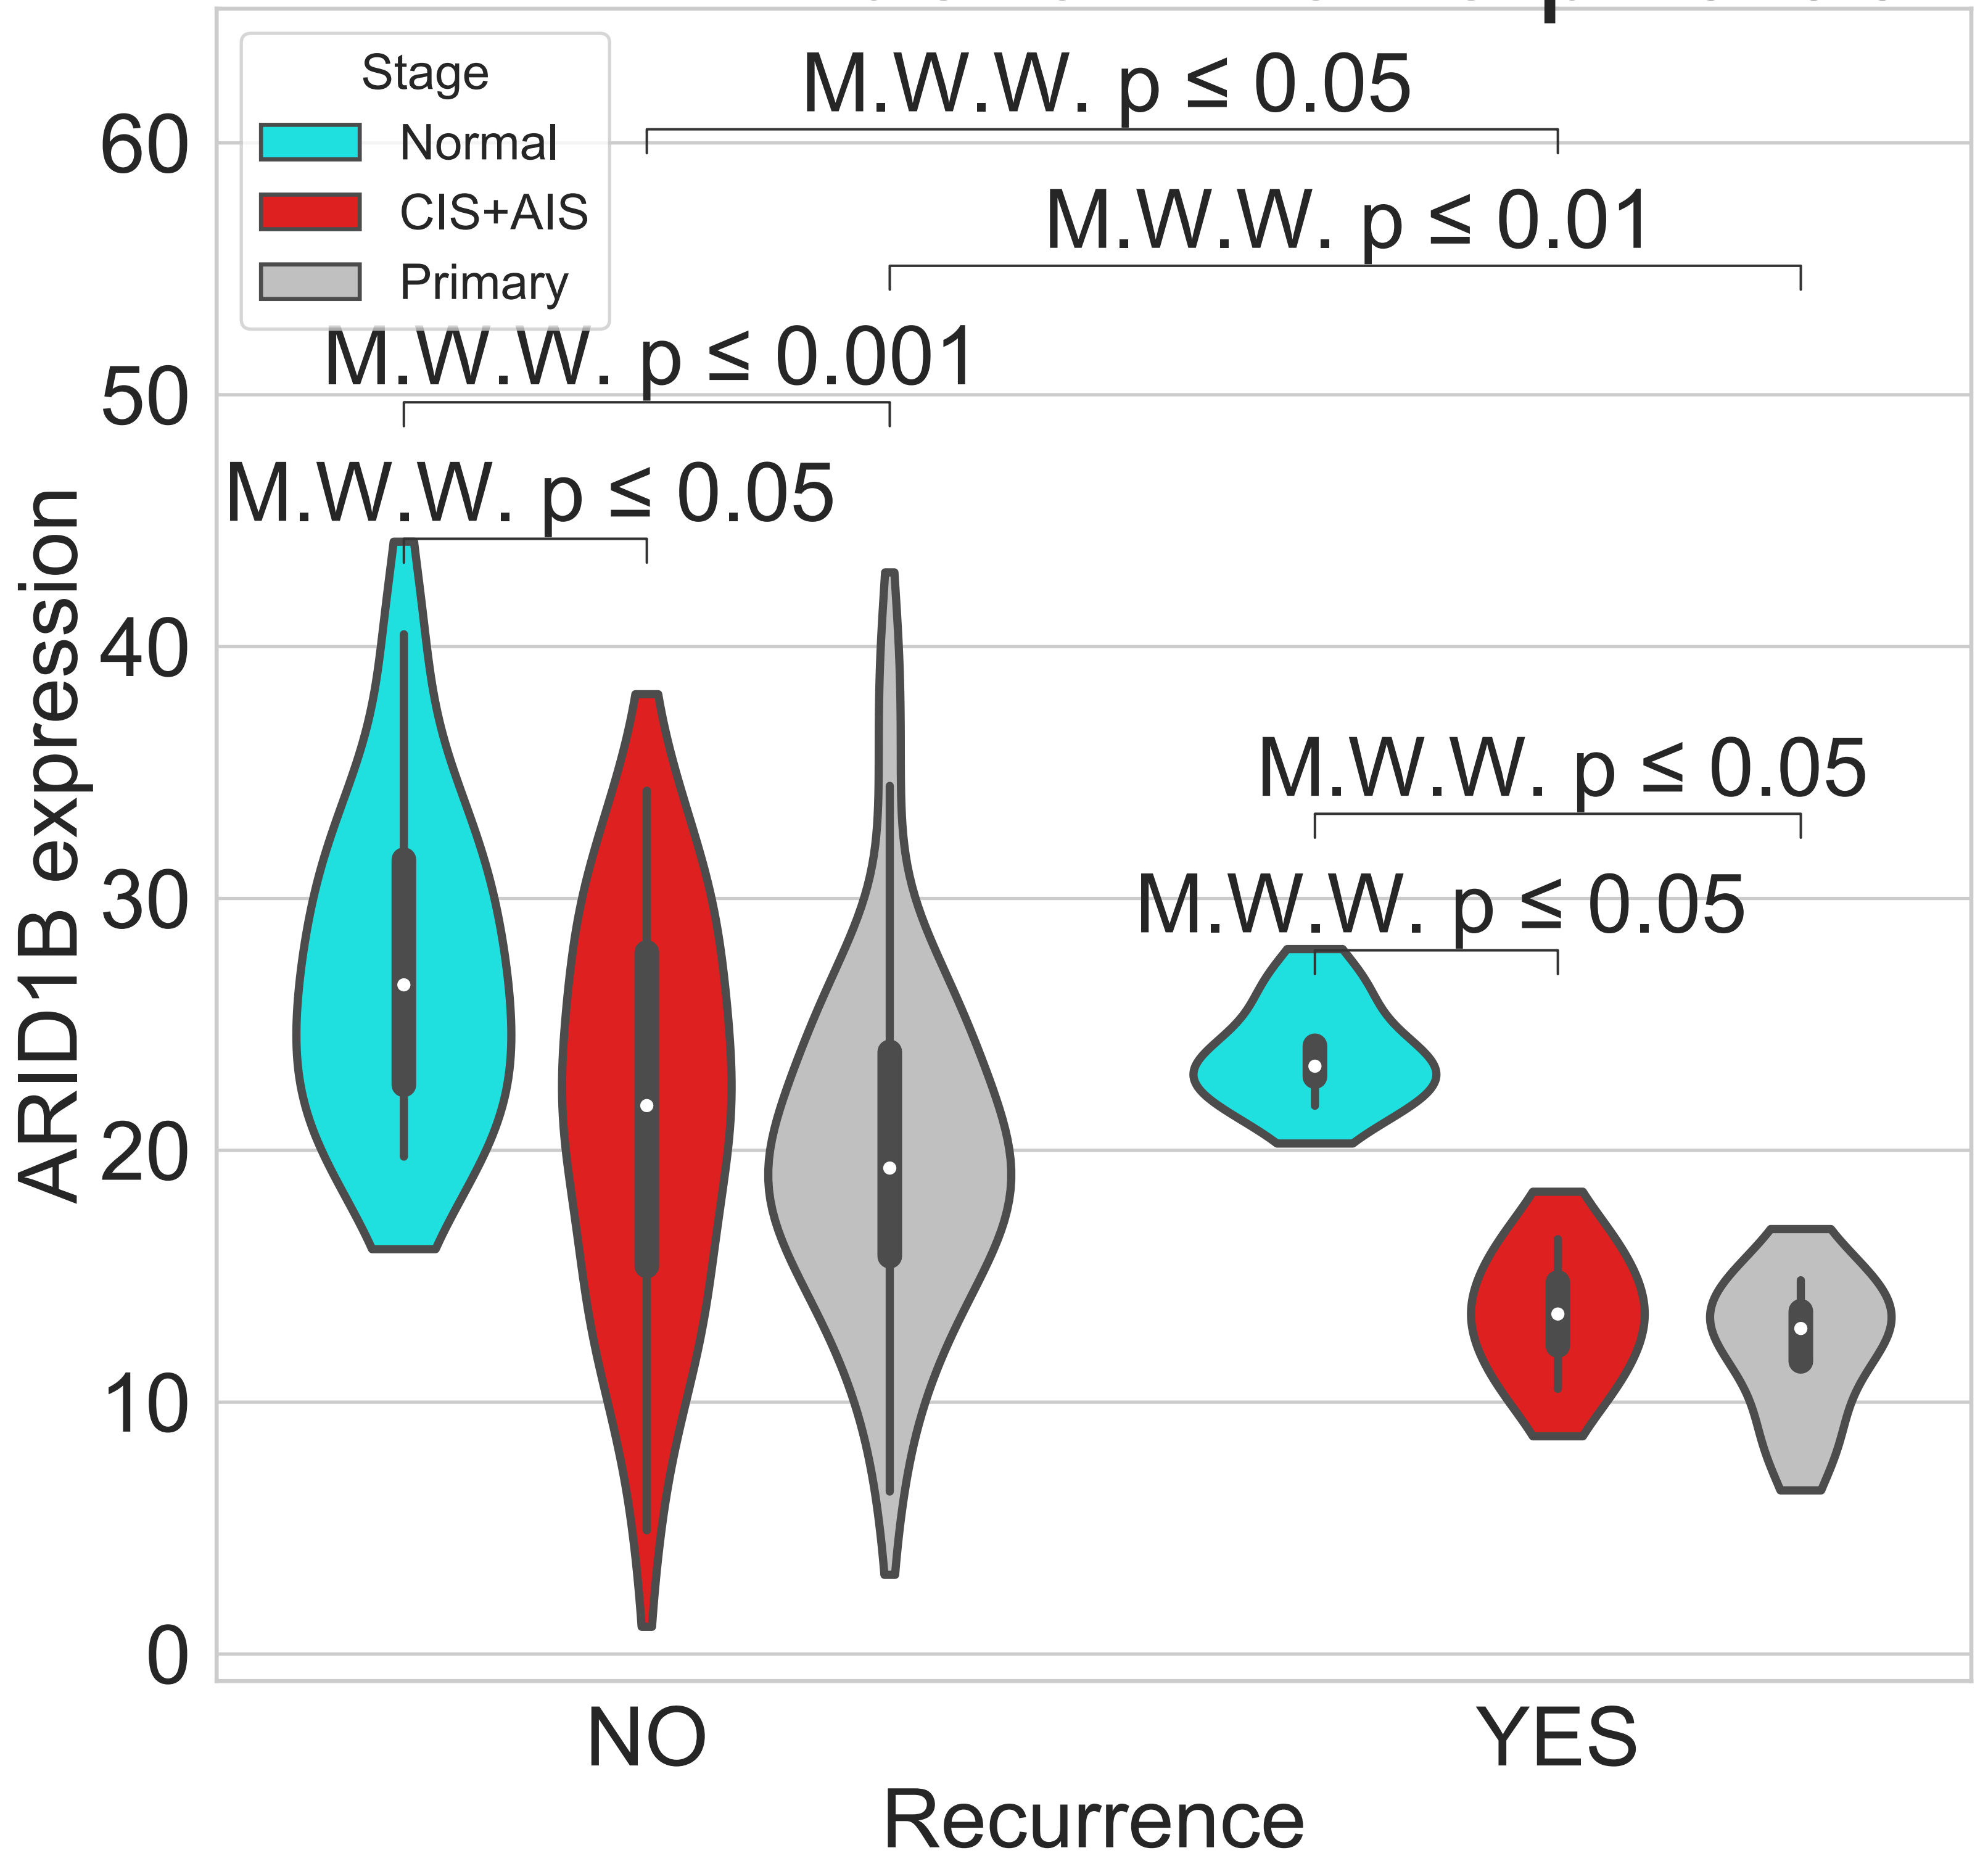 Stage
Normal
CIS+AIS
Primary
M.W.W. p ≤ 0.05
M.W.W. p ≤ 0.01
M.W.W. p ≤ 0.001
M.W.W. p ≤ 0.05
M.W.W. p ≤ 0.05
M.W.W. p ≤ 0.05
ARID1B expression
60
50
40
30
20
10
0
NO
YES
Recurrence